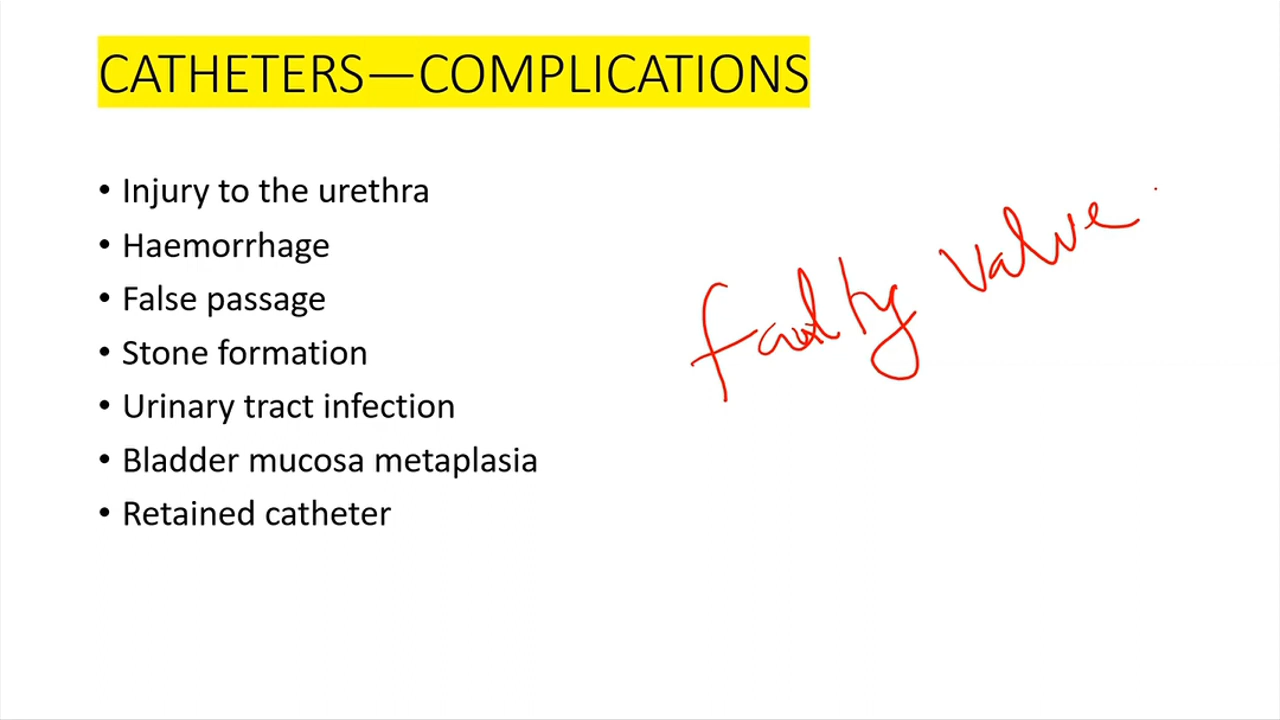 CATHETERS—COMPLICATIONS
• Injury to the urethra
• Haemorrhage
• False passage
• Stone formation
• Urinary tract infection
• Bladder mucosa metaplasia
• Retained catheter
Faulty valve